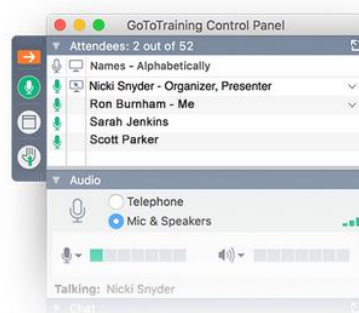 GoToTraining Control Panel
Attendees: 2 out of 52
Names - Alphabetically
Nicki Snyder - Organizer, Presenter
Ron Burnham - Me
Sarah Jenkins
Scott Parker
Audio
Telephone
Mic & Speakers
Talking: Nicki Snyder
Chat